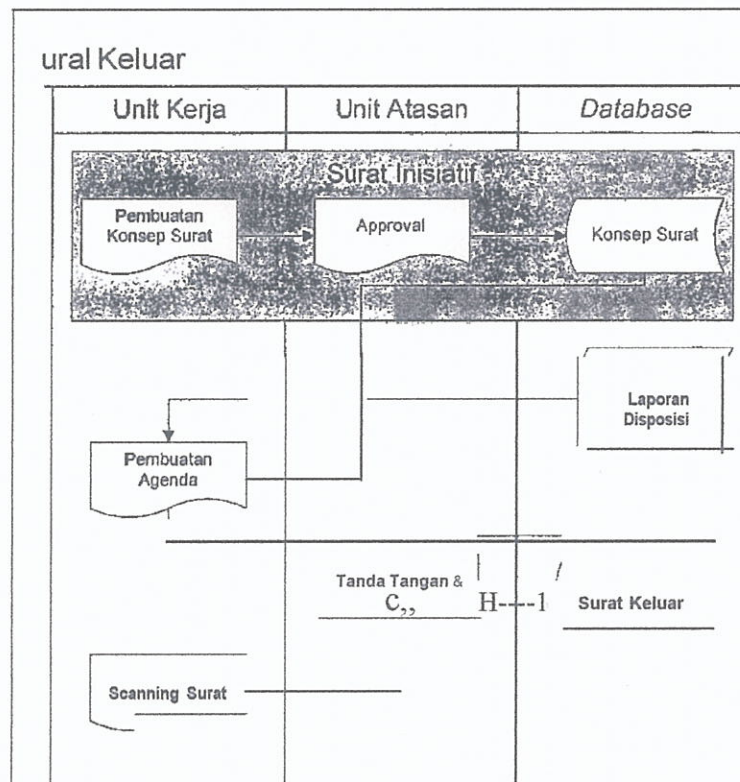 ural Keluar
Unit Kerja
Unit Atasan
Database
Surat Inisiatif
Pembuatan
Konsep Surat
Approval
Konsep Surat
Laporan
Disposisi
Pembuatan
Agenda
Tanda Tangan &
C,,
H----1
Surat Keluar
Scanning Surat